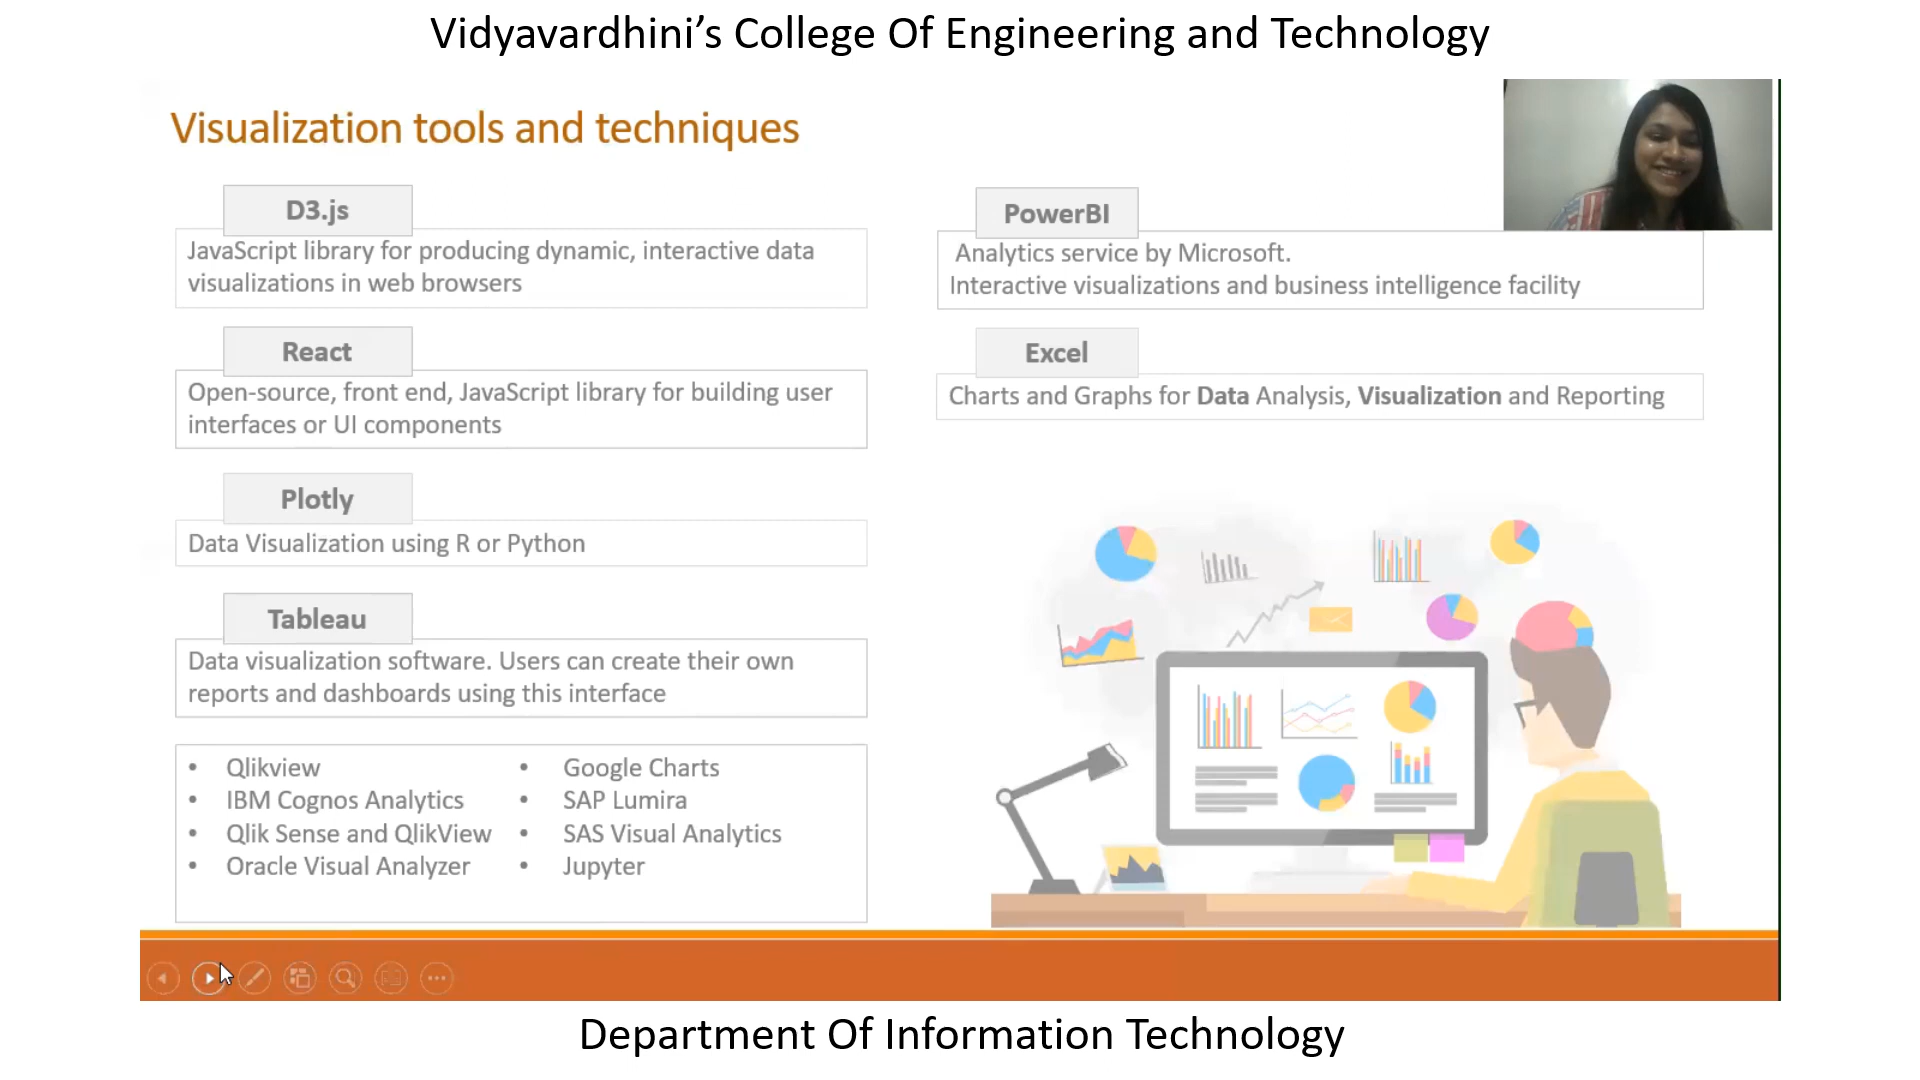 Vidyavardhini’s College Of Engineering and Technology
Visualization tools and techniques
D3.js
JavaScript library for producing dynamic, interactive data
visualizations in web browsers
React
Open-source, front end, JavaScript library for building user
interfaces or UI components
Plotly
Data Visualization using R or Python
Tableau
Data visualization software. Users can create their own
reports and dashboards using this interface
• Qlikview
• IBM Cognos Analytics
• Qlik Sense and QlikView
• Oracle Visual Analyzer
• Google Charts
• SAP Lumira
• SAS Visual Analytics
• Jupyter
PowerBI
Analytics service by Microsoft.
Interactive visualizations and business intelligence facility
Excel
Charts and Graphs for Data Analysis, Visualization and Reporting
Department Of Information Technology